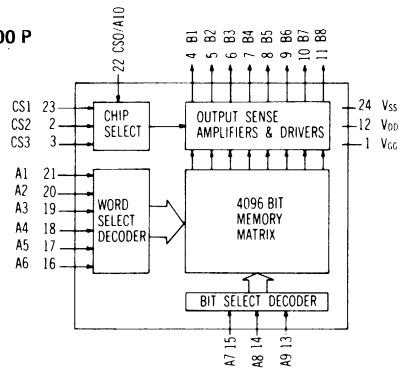 00 P
22 CS0/A10
4 B1
5 B2
6 B3
7 B4
8 B5
9 B6
10 B7
11 B8
CS1 23
CS2 2
CS3 3
CHIP
SELECT
OUTPUT SENSE
AMPLIFIERS & DRIVERS
24 VSS
12 VDD
1 VGG
A1 21
A2 20
A3 19
A4 18
A5 17
A6 16
WORD
SELECT
DECODER
4096 BIT
MEMORY
MATRIX
BIT SELECT DECODER
A7 15
A8 14
A9 13